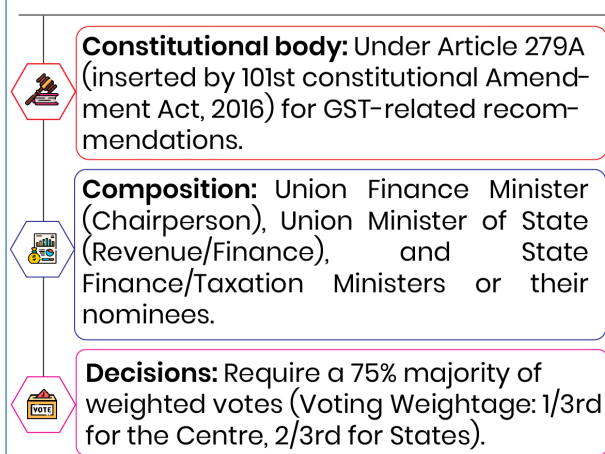 Constitutional body: Under Article 279A
(inserted by 101st constitutional Amend-
ment Act, 2016) for GST-related recom-
mendations.
Composition: Union Finance Minister
(Chairperson), Union Minister of State
(Revenue/Finance), and State
Finance/Taxation Ministers or their
nominees.
Decisions: Require a 75% majority of
weighted votes (Voting Weightage: 1/3rd
for the Centre, 2/3rd for States).
VOTE